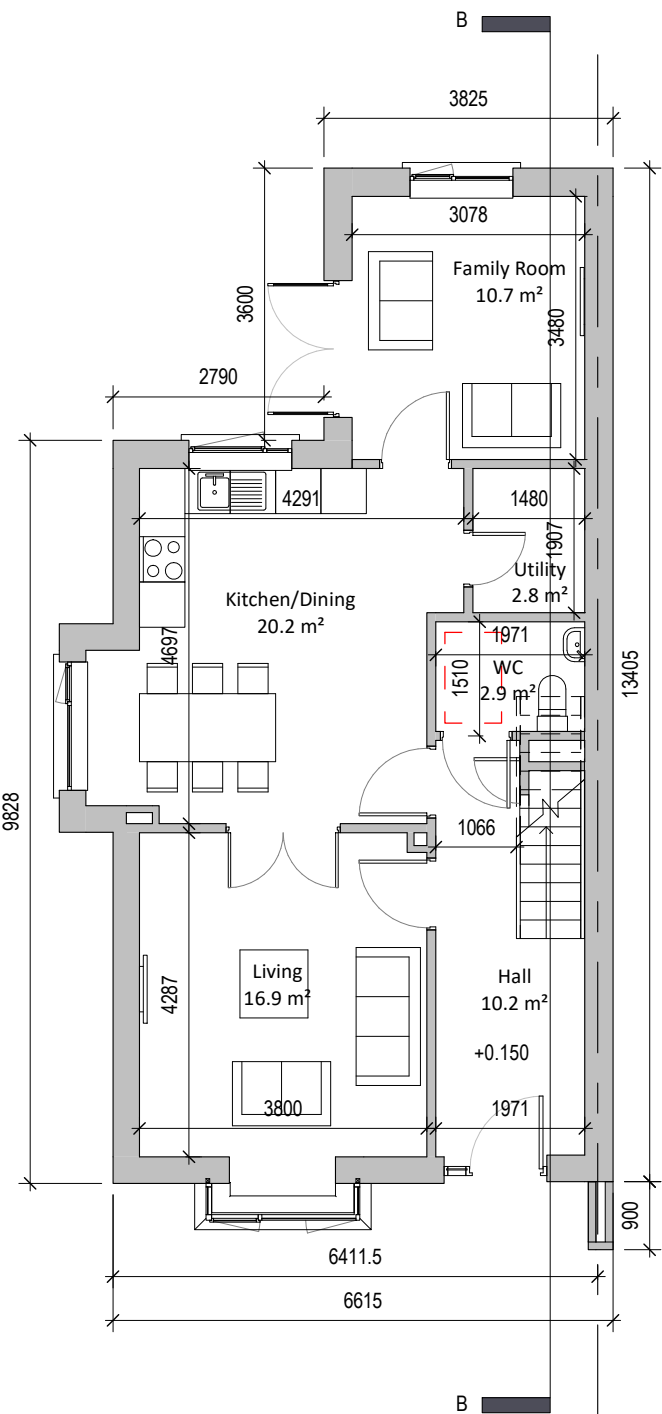 B
3825
3078
Family Room
10.7 m²
3600
3480
2790
4291
1480
1907
Utility
2.8 m²
Kitchen/Dining
20.2 m²
4697
1971
WC
2.9 m²
1510
13405
9828
1066
Living
16.9 m²
4287
Hall
10.2 m²
+0.150
3800
1971
900
6411.5
6615
B